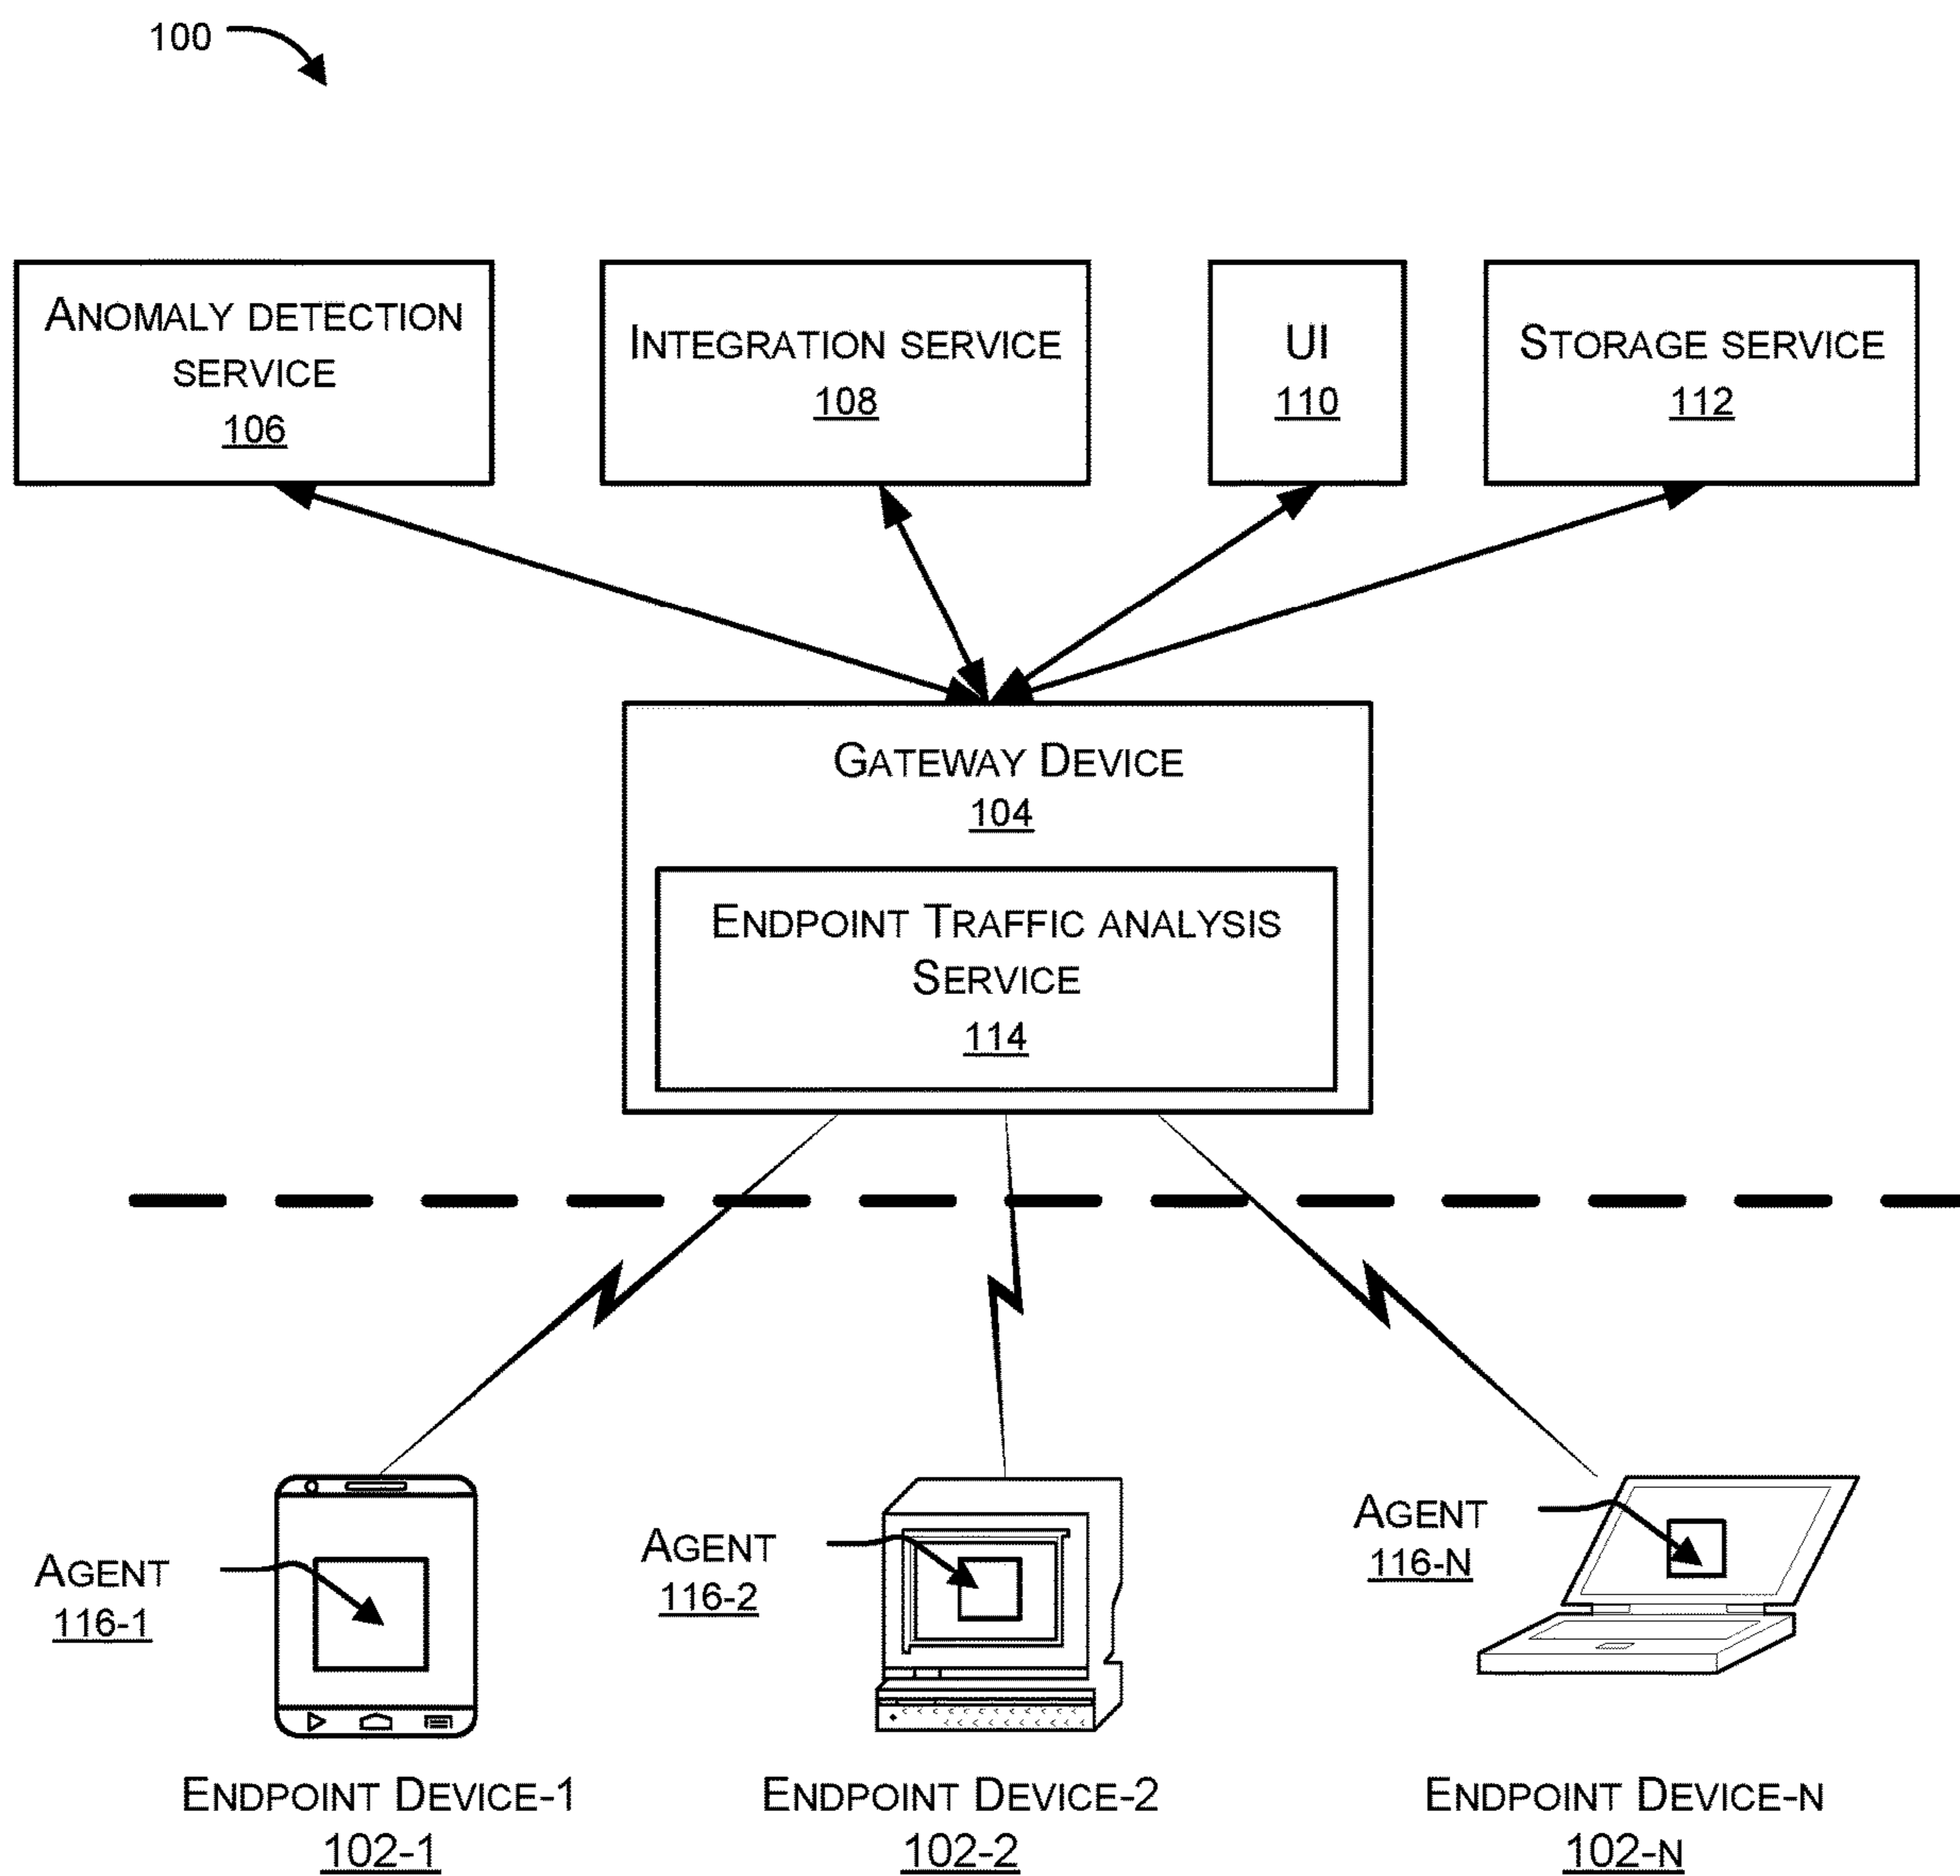 100
ANOMALY DETECTION
SERVICE
106
INTEGRATION SERVICE
108
UI
110
STORAGE SERVICE
112
GATEWAY DEVICE
104
ENDPOINT TRAFFIC ANALYSIS
SERVICE
114
AGENT
116-1
AGENT
116-2
AGENT
116-N
ENDPOINT DEVICE-1
102-1
ENDPOINT DEVICE-2
102-2
ENDPOINT DEVICE-N
102-N